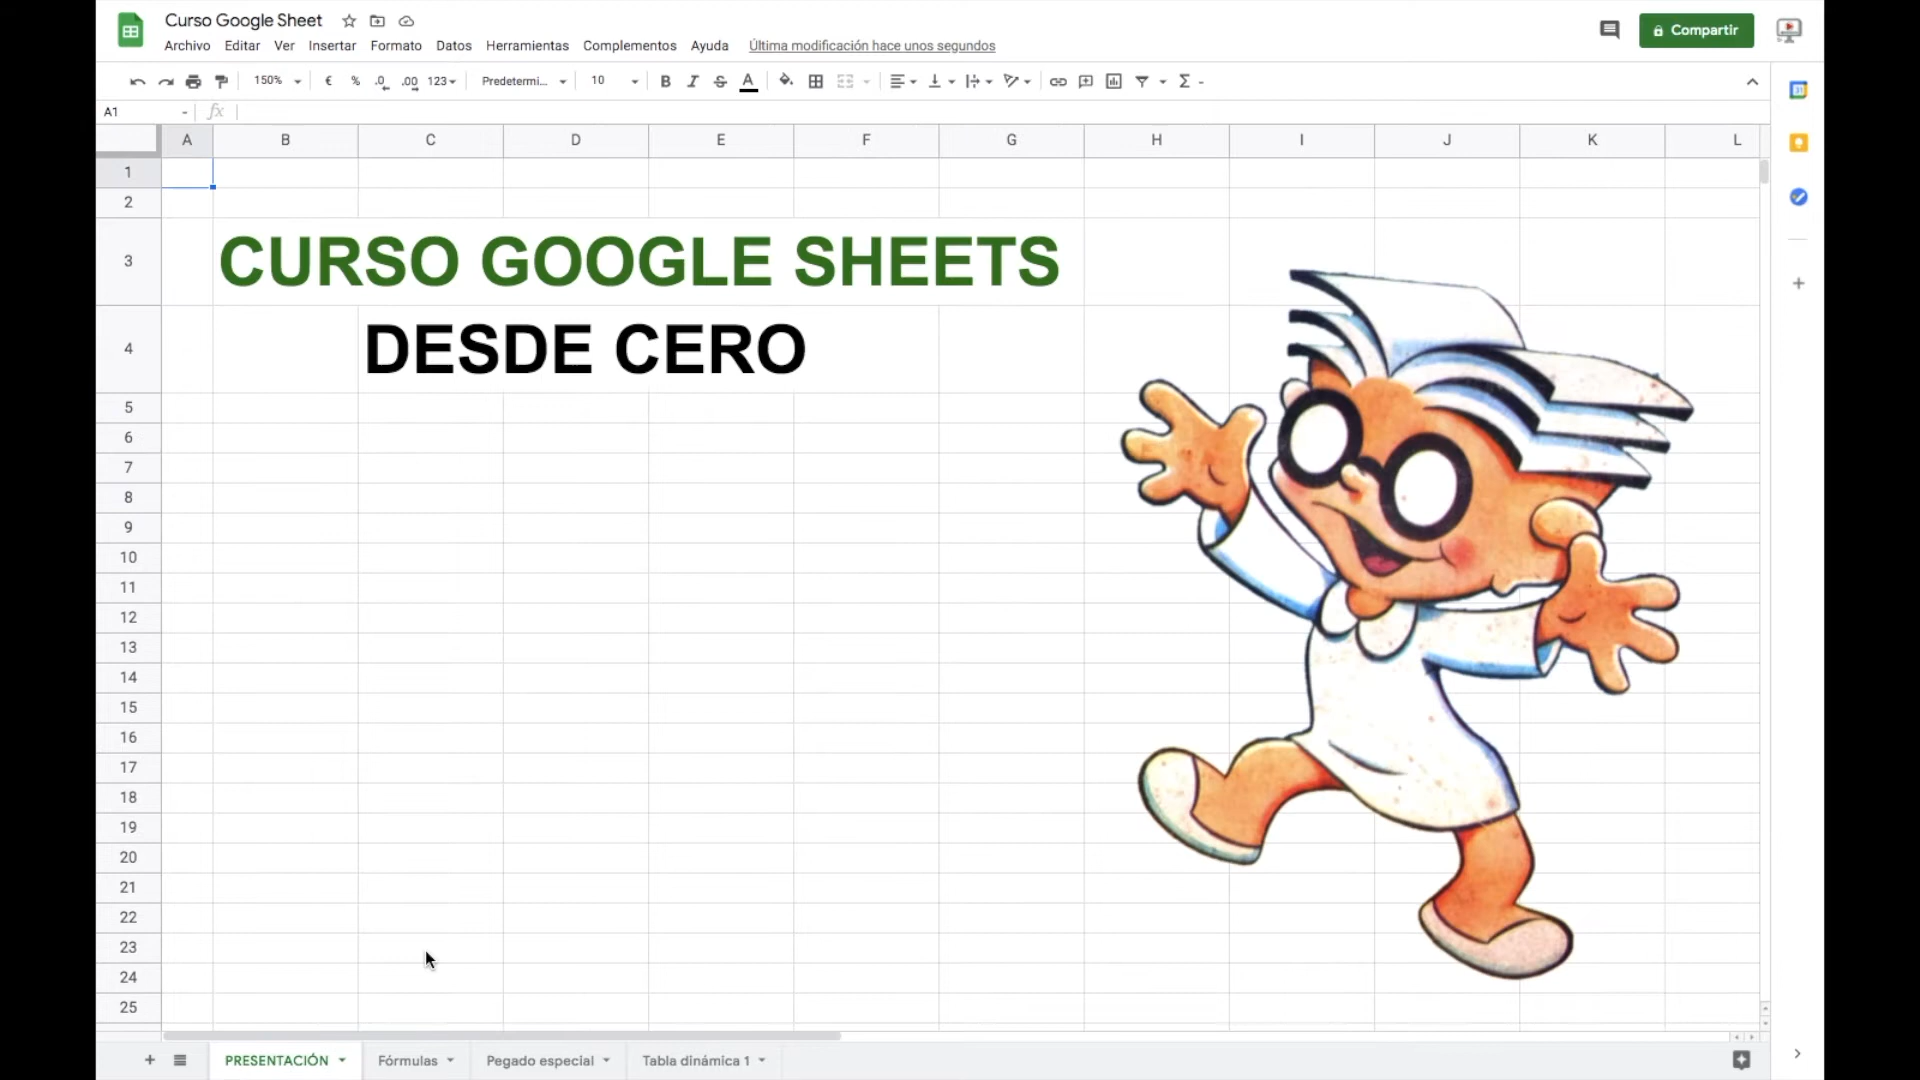 Curso Google Sheet
Archivo Editar Ver Insertar Formato Datos Herramientas Complementos Ayuda Última modificación hace unos segundos
Compartir
150% € % .0 .00 123 Predetermi... 10 B I S A Σ
A1 fx
A B C D E F G H I J K L
1
2
3 CURSO GOOGLE SHEETS
4 DESDE CERO
5
6
7
8
9
10
11
12
13
14
15
16
17
18
19
20
21
22
23
24
25
+ PRESENTACIÓN Fórmulas Pegado especial Tabla dinámica 1